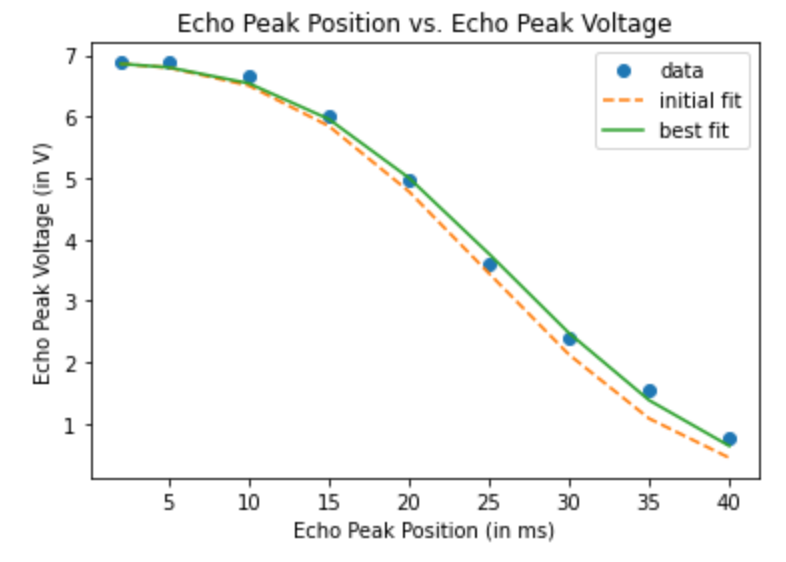 Echo Peak Position vs. Echo Peak Voltage
7
6
5
4
3
2
1
Echo Peak Voltage (in V)
data
initial fit
best fit
5 10 15 20 25 30 35 40
Echo Peak Position (in ms)